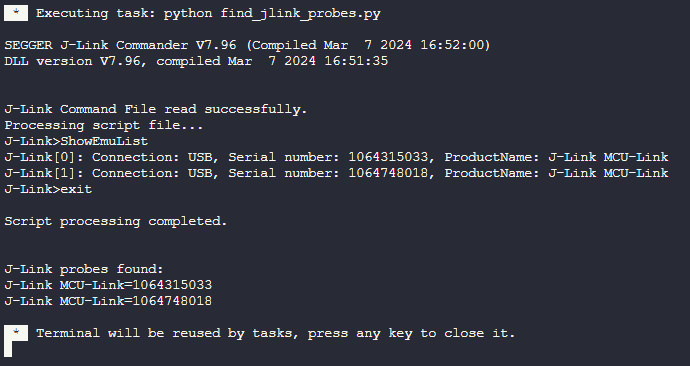 * Executing task: python find_jlink_probes.py
SEGGER J-Link Commander V7.96 (Compiled Mar  7 2024 16:52:00)
DLL version V7.96, compiled Mar  7 2024 16:51:35
J-Link Command File read successfully.
Processing script file...
J-Link>ShowEmuList
J-Link[0]: Connection: USB, Serial number: 1064315033, ProductName: J-Link MCU-Link
J-Link[1]: Connection: USB, Serial number: 1064748018, ProductName: J-Link MCU-Link
J-Link>exit
Script processing completed.
J-Link probes found:
J-Link MCU-Link=1064315033
J-Link MCU-Link=1064748018
* Terminal will be reused by tasks, press any key to close it.